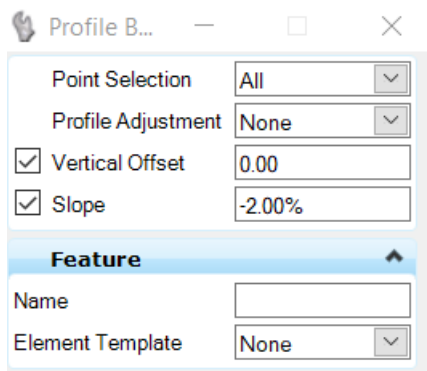 Profile B...
Point Selection All
Profile Adjustment None
Vertical Offset 0.00
Slope -2.00%
Feature
Name
Element Template None